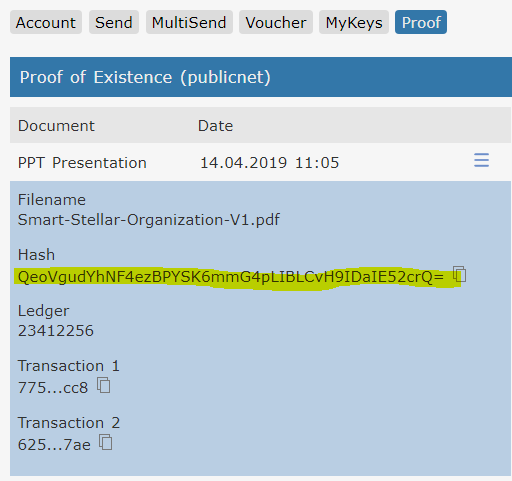 Account Send MultiSend Voucher MyKeys Proof
Proof of Existence (publicnet)
Document Date
PPT Presentation 14.04.2019 11:05
Filename
Smart-Stellar-Organization-V1.pdf
Hash
QeoVgudYhNF4ezBPYSK6mmG4pLIBLCvH9IDaIE52crQ=
Ledger
23412256
Transaction 1
775...cc8
Transaction 2
625...7ae